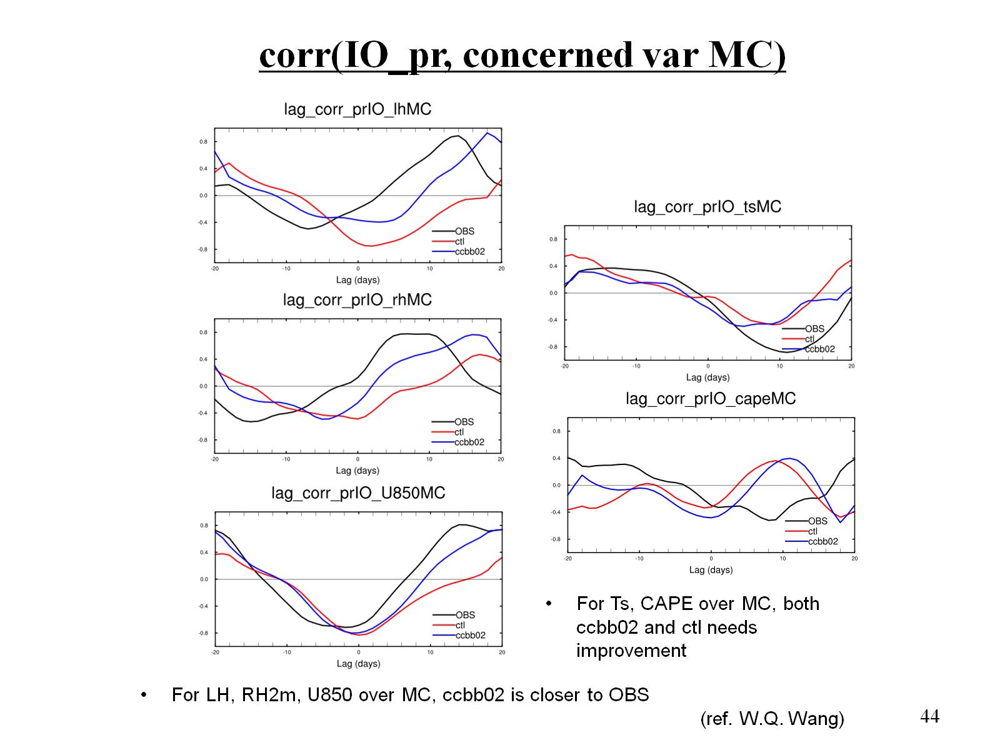 corr(IO_pr, concerned var MC)
lag_corr_prIO_lhMC
0.8
0.4
0.0
-0.4
-0.8
OBS
ctl
ccbb02
-20 -10 0 10 20
Lag (days)
lag_corr_prIO_rhMC
0.8
0.4
0.0
-0.4
-0.8
OBS
ctl
ccbb02
-20 -10 0 10 20
Lag (days)
lag_corr_prIO_U850MC
0.8
0.4
0.0
-0.4
-0.8
OBS
ctl
ccbb02
-20 -10 0 10 20
Lag (days)
lag_corr_prIO_tsMC
0.8
0.4
0.0
-0.4
-0.8
OBS
ctl
ccbb02
-20 -10 0 10 20
Lag (days)
lag_corr_prIO_capeMC
0.8
0.4
0.0
-0.4
-0.8
OBS
ctl
ccbb02
-20 -10 0 10 20
Lag (days)
• For Ts, CAPE over MC, both
ccbb02 and ctl needs
improvement
• For LH, RH2m, U850 over MC, ccbb02 is closer to OBS
(ref. W.Q. Wang)
44